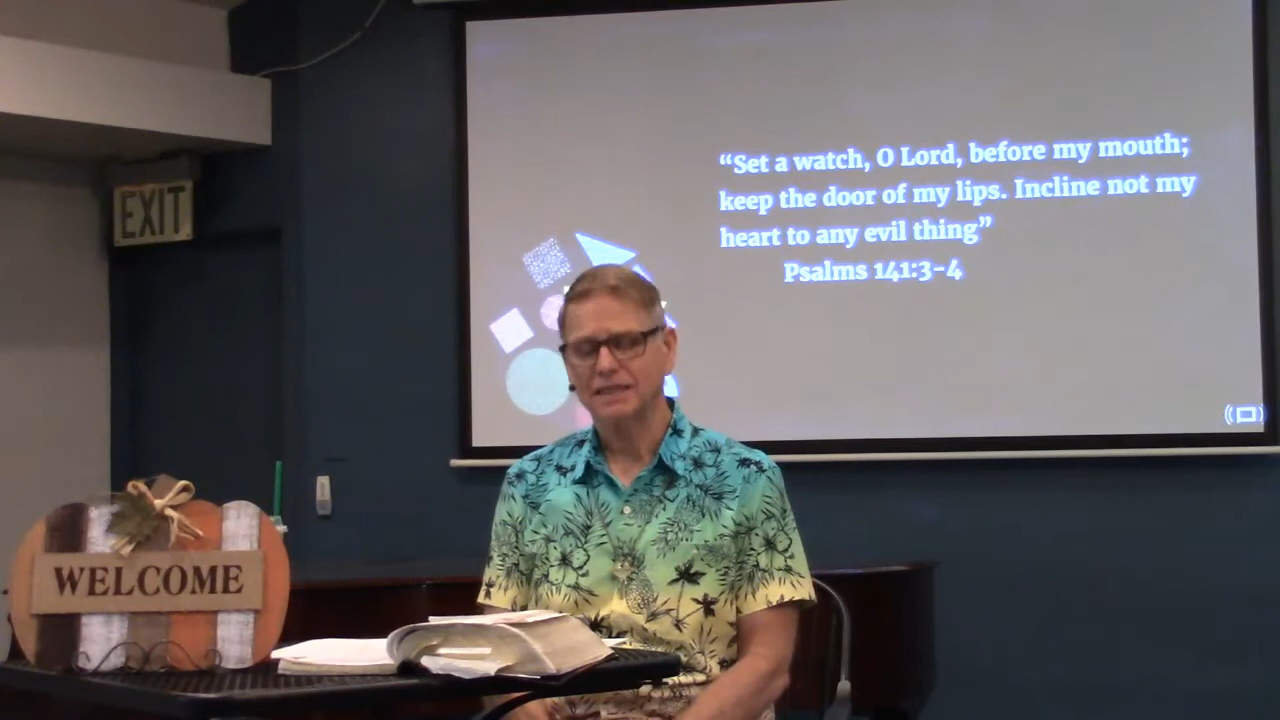 “Set a watch, O Lord, before my mouth;
keep the door of my lips. Incline not my
heart to any evil thing”
Psalms 141:3-4
EXIT
WELCOME